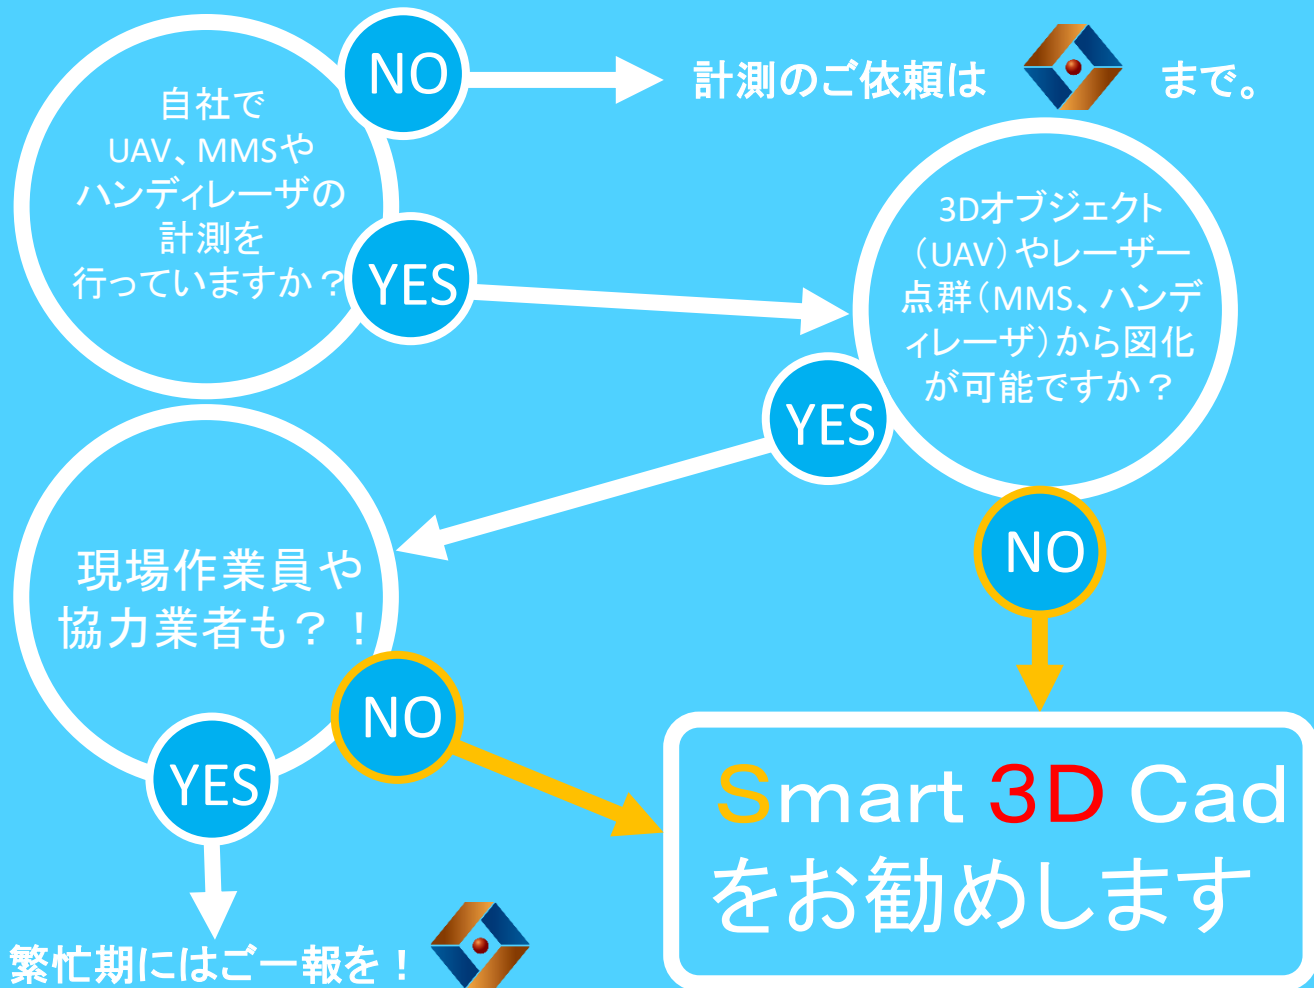 自社で
UAV、MMSや
ハンディレーザの
計測を
行っていますか？
NO
計測のご依頼は
まで。
YES
3Dオブジェクト
（UAV）やレーザー
点群（MMS、ハンデ
ィレーザ）から図化
が可能ですか？
YES
NO
現場作業員や
協力業者も？！
NO
YES
Smart 3D Cad
をお勧めします
繁忙期にはご一報を！